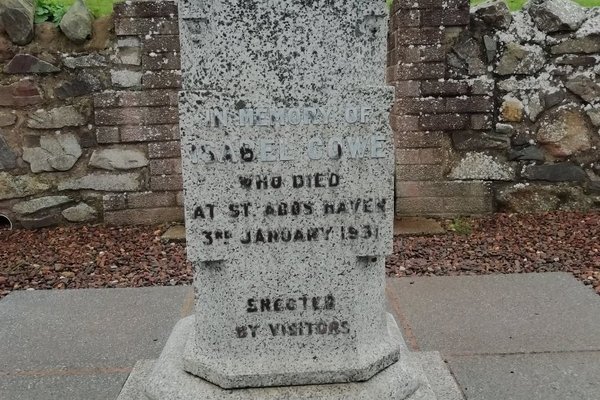 IN MEMORY OF
ISABEL COWE
WHO DIED
AT ST. ABBS HAVEN
3RD JANUARY 1931
ERECTED
BY VISITORS